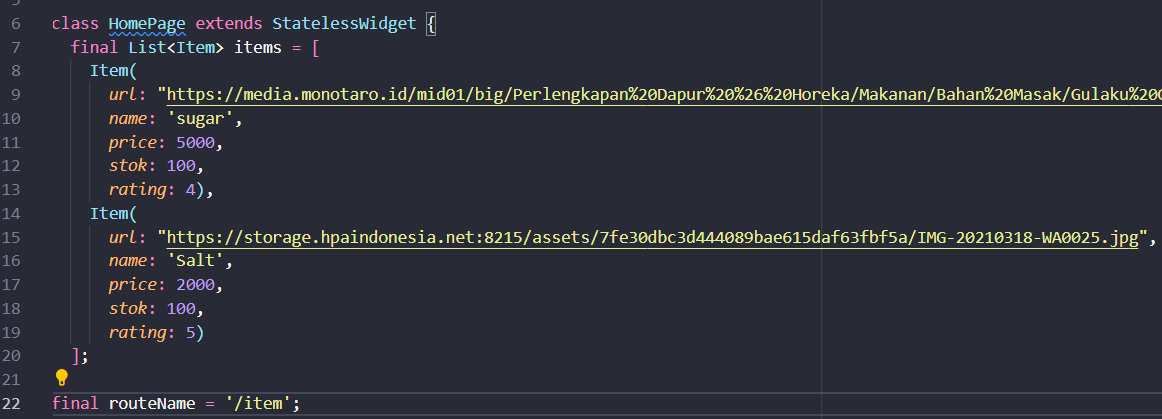 6 class HomePage extends StatelessWidget {
7 final List<Item> items = [
8 Item(
9 url: "https://media.monotaro.id/mid01/big/Perlengkapan%20Dapur%20%26%20Horeka/Makanan/Bahan%20Masak/Gulaku%20
10 name: 'sugar',
11 price: 5000,
12 stok: 100,
13 rating: 4),
14 Item(
15 url: "https://storage.hpaindonesia.net:8215/assets/7fe30dbc3d444089bae615daf63fbf5a/IMG-20210318-WA0025.jpg",
16 name: 'Salt',
17 price: 2000,
18 stok: 100,
19 rating: 5)
20 ];
21
22 final routeName = '/item';